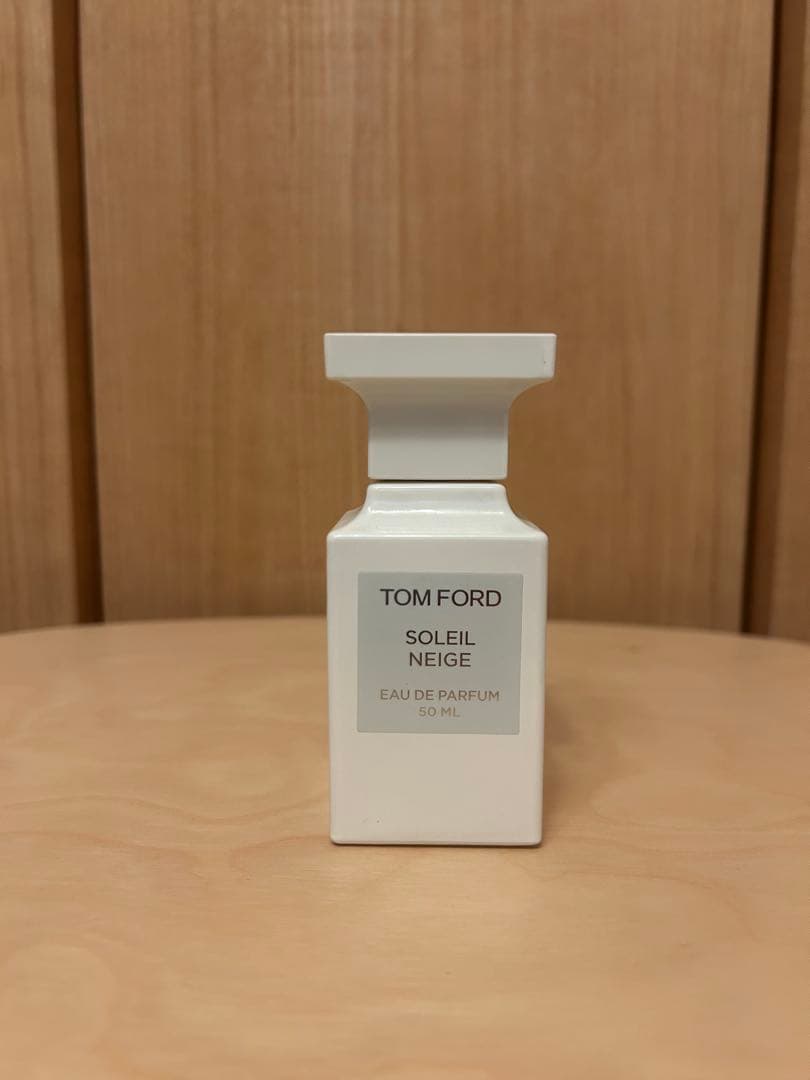 TOM FORD
SOLEIL
NEIGE
EAU DE PARFUM
50 ML